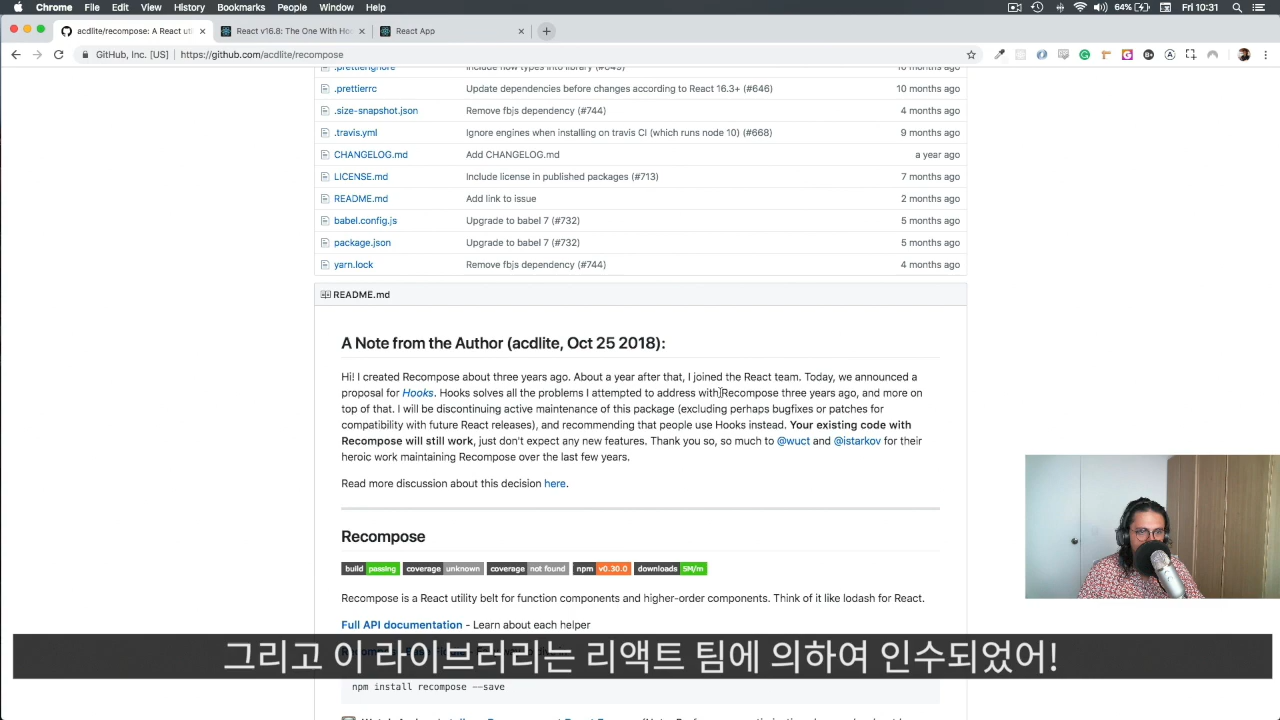 Chrome File Edit View History Bookmarks People Window Help 64% Fri 10:31
acdlite/recompose: A React uti × React v16.8: The One With Ho × React App ×
GitHub, Inc. [US] https://github.com/acdlite/recompose
.prettierignore Include flow types into library (#649) 10 months ago
.prettierrc Update dependencies before changes according to React 16.3+ (#646) 10 months ago
.size-snapshot.json Remove fbjs dependency (#744) 4 months ago
.travis.yml Ignore engines when installing on travis CI (which runs node 10) (#668) 9 months ago
CHANGELOG.md Add CHANGELOG.md a year ago
LICENSE.md Include license in published packages (#713) 7 months ago
README.md Add link to issue 2 months ago
babel.config.js Upgrade to babel 7 (#732) 5 months ago
package.json Upgrade to babel 7 (#732) 5 months ago
yarn.lock Remove fbjs dependency (#744) 4 months ago
README.md
A Note from the Author (acdlite, Oct 25 2018):
Hi! I created Recompose about three years ago. About a year after that, I joined the React team. Today, we announced a
proposal for Hooks. Hooks solves all the problems I attempted to address with Recompose three years ago, and more on
top of that. I will be discontinuing active maintenance of this package (excluding perhaps bugfixes or patches for
compatibility with future React releases), and recommending that people use Hooks instead. Your existing code with
Recompose will still work, just don't expect any new features. Thank you so, so much to @wuct and @istarkov for their
heroic work maintaining Recompose over the last few years.
Read more discussion about this decision here.
Recompose
build passing coverage unknown coverage not found npm v0.30.0 downloads 5M/m
Recompose is a React utility belt for function components and higher-order components. Think of it like lodash for React.
Full API documentation - Learn about each helper
그리고 이 라이브러리는 리액트 팀에 의하여 인수되었어!
npm install recompose --save